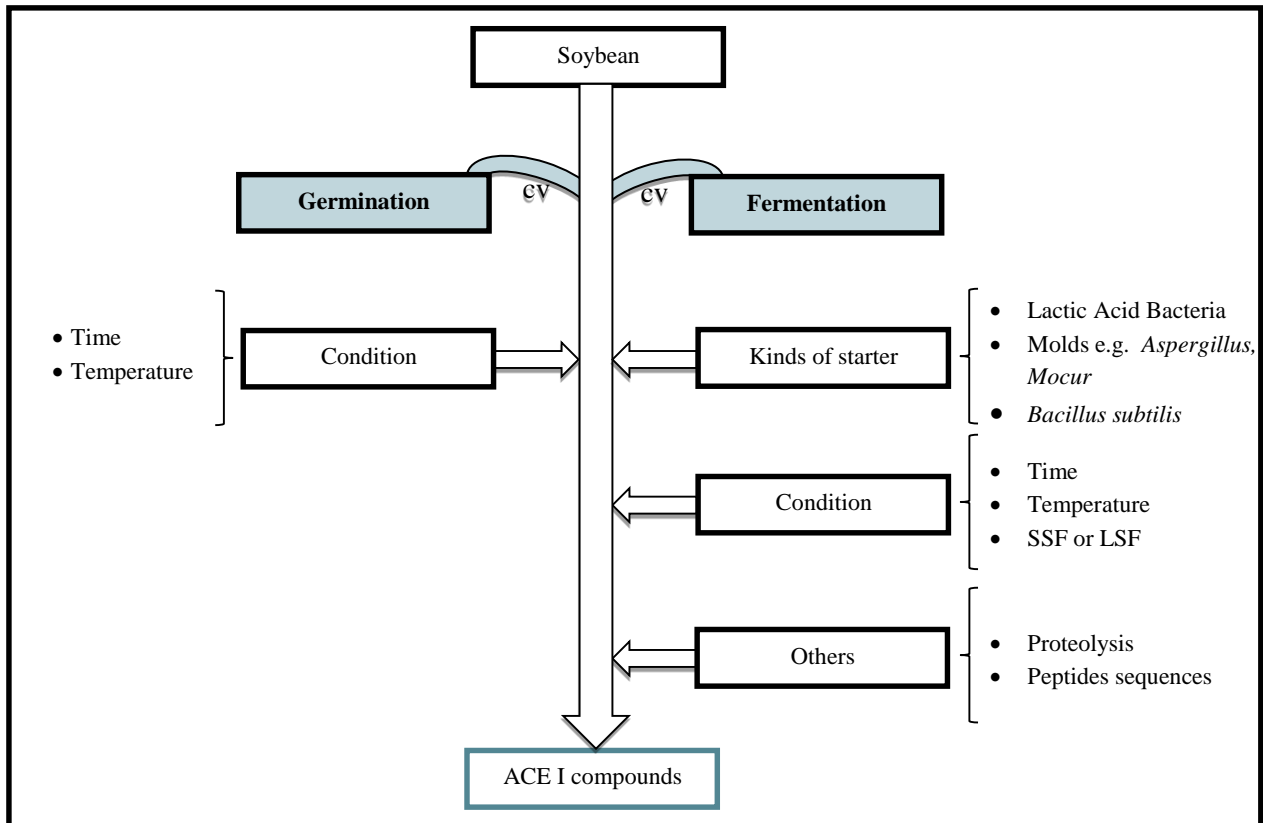 Soybean
cv
cv
Germination
Fermentation
• Time
• Temperature
Condition
Kinds of starter
• Lactic Acid Bacteria
• Molds e.g. Aspergillus,
Mocur
• Bacillus subtilis
Condition
• Time
• Temperature
• SSF or LSF
Others
• Proteolysis
• Peptides sequences
ACE I compounds